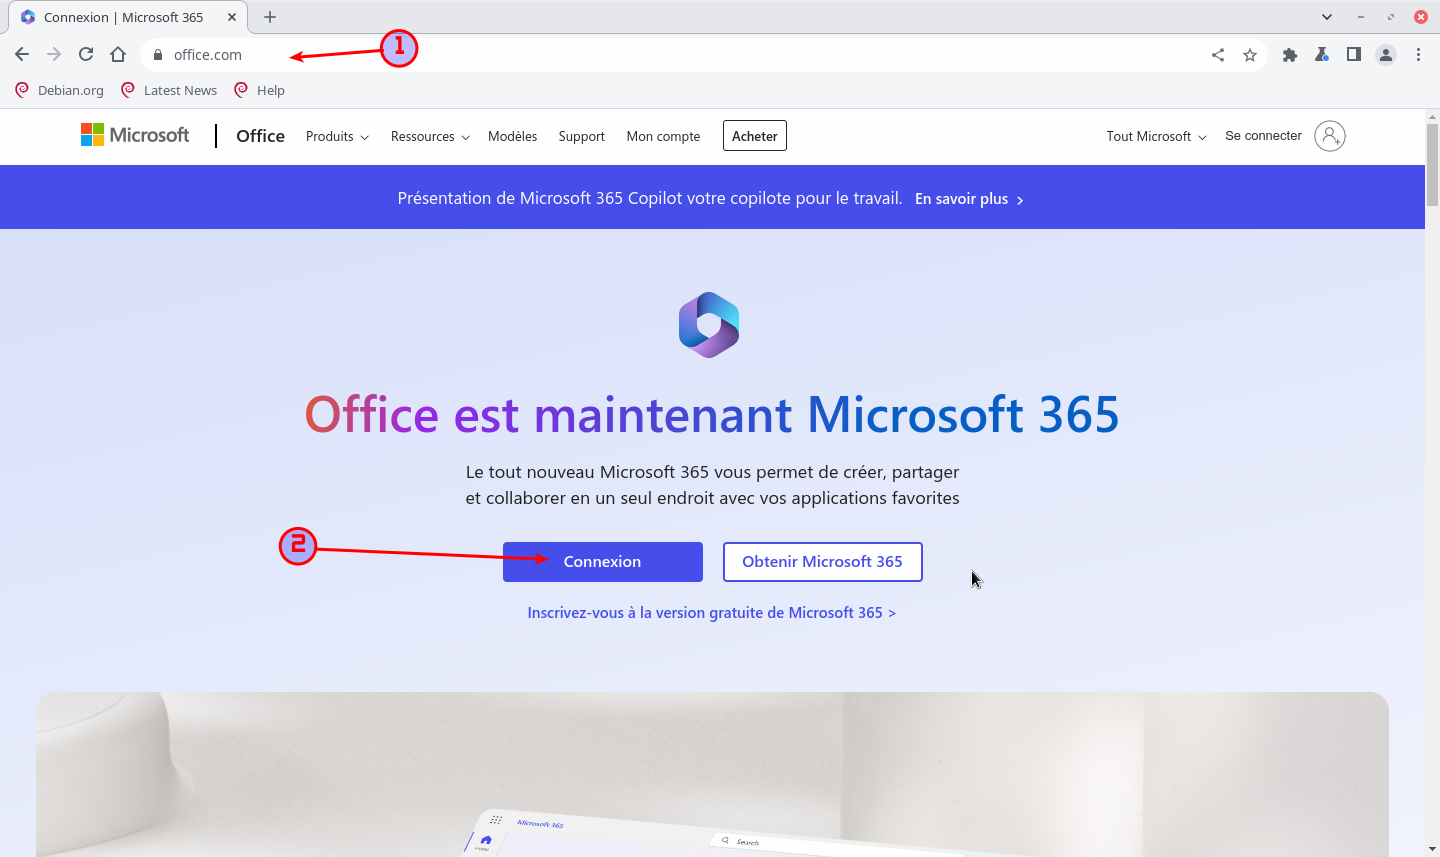 Connexion | Microsoft 365
office.com
1
Debian.org Latest News Help
Microsoft Office Produits Ressources Modèles Support Mon compte Acheter Tout Microsoft Se connecter
Présentation de Microsoft 365 Copilot votre copilote pour le travail. En savoir plus >
Office est maintenant Microsoft 365
Le tout nouveau Microsoft 365 vous permet de créer, partager
et collaborer en un seul endroit avec vos applications favorites
2
Connexion Obtenir Microsoft 365
Inscrivez-vous à la version gratuite de Microsoft 365 >
Microsoft 365
Search
Home